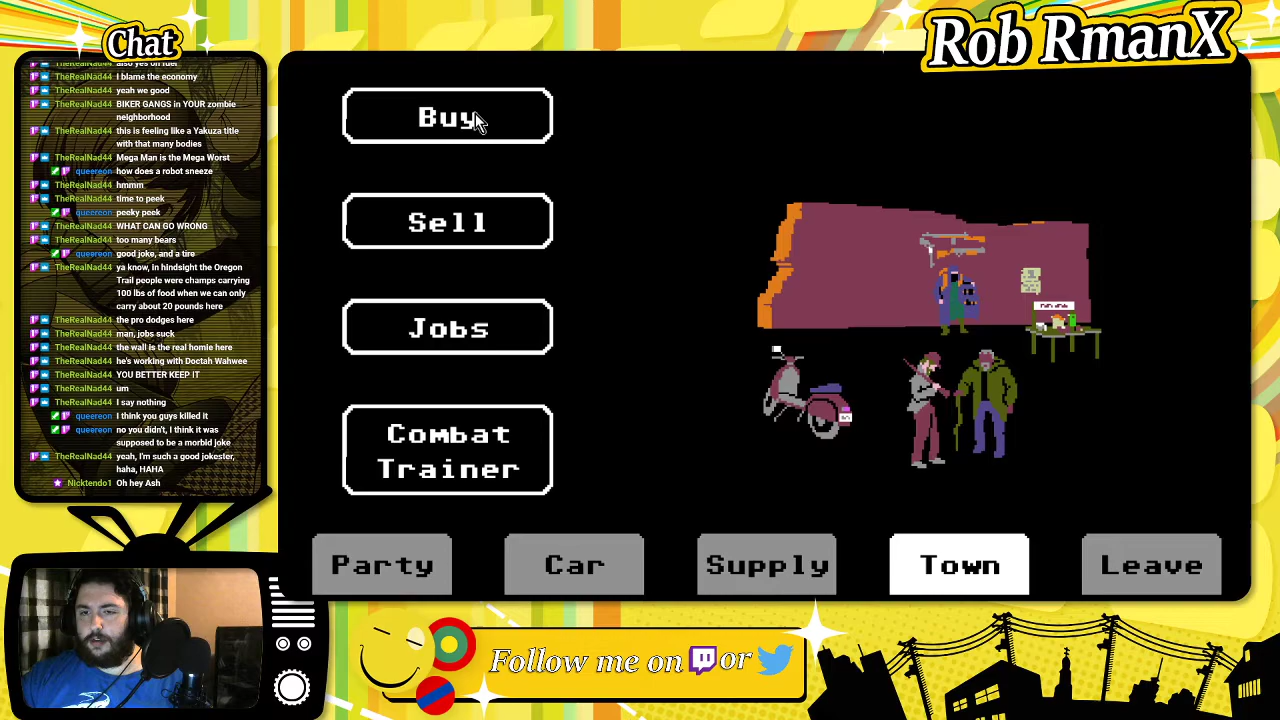 Chat
Rob RmanX
TheRealNad44 also yes on fuel
TheRealNad44 blame the economy
TheRealNad44 yeah we good
TheRealNad44 BIKER GANGS in YOUR zombie
neighborhood
TheRealNad44 this is feeling like a Yakuza title
with that many bodies
TheRealNad44 Mega Man is the Mega Worst
queereon how does a robot sneeze
TheRealNad44 hmmm
TheRealNad44 time to peek
queereon peeky peek
TheRealNad44 WHAT CAN GO WRONG
TheRealNad44 too many bears
queereon good joke, and a tire
TheRealNad44 ya know, in hindsight the Oregon
Trail people were champs carrying
100 lbs of food when we can only
carry about 20 pounds here
TheRealNad44 the pro dodges here
TheRealNad44 man, jobs suck
TheRealNad44 the wall is the real homie here
TheRealNad44 he's working with Doctah Wahwee
TheRealNad44 YOU BETTER KEEP IT
TheRealNad44 um
TheRealNad44 I say nothing
queereon I think you guys killed it
queereon so you know, I think it was
supposed to be a morbid joke
TheRealNad44 yeah, I'm such a good jokester,
haha, HAHA
Nicktendo1 Oh hey Ash
Buy
Sell
Jobs
Combat
Trainer
Party
Car
Supply
Town
Leave
Follow me on or